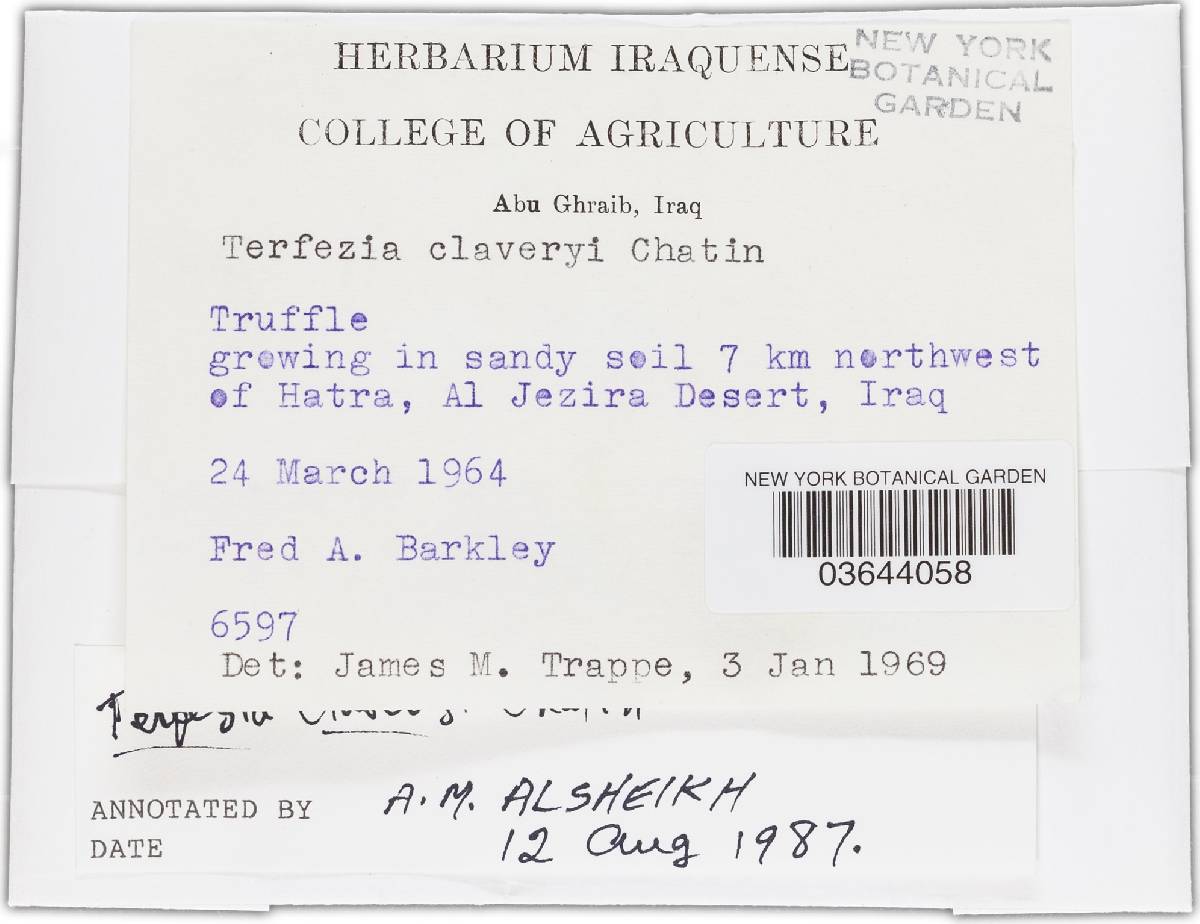 HERBARIUM IRAQUENSE
NEW YORK
BOTANICAL
GARDEN
COLLEGE OF AGRICULTURE
Abu Ghraib, Iraq
Terfezia claveryi Chatin
Truffle
growing in sandy soil 7 km northwest
of Hatra, Al Jezira Desert, Iraq
24 March 1964
NEW YORK BOTANICAL GARDEN
03644058
Fred A. Barkley
6597
Det: James M. Trappe, 3 Jan 1969
ANNOTATED BY A.M. ALSHEIKH
DATE 12 Aug 1987.